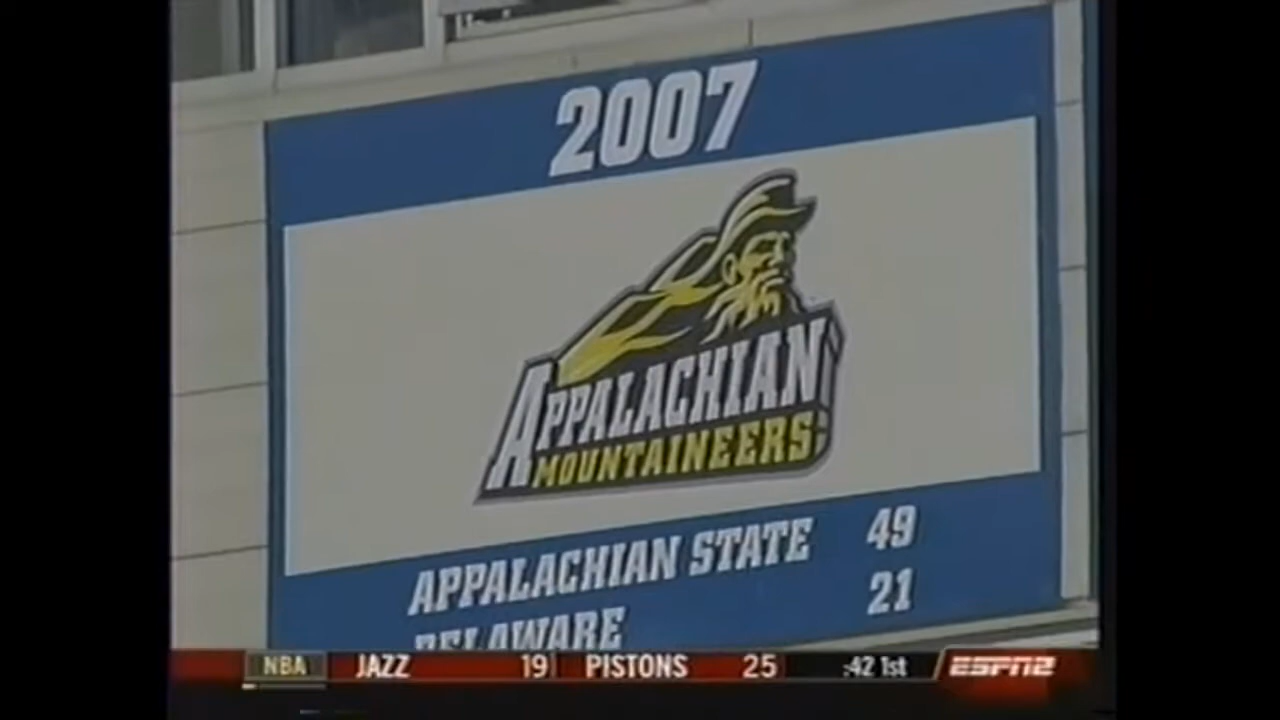 2007
APPALACHIAN
MOUNTAINEERS
APPALACHIAN STATE 49
DELAWARE 21
NBA JAZZ 19 PISTONS 25 :42 1st ESPN2